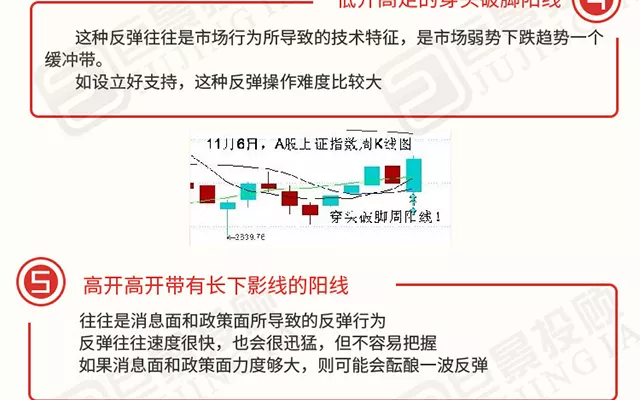 低开高走的穿头破脚阳线
4
这种反弹往往是市场行为所导致的技术特征，是市场弱势下跌趋势一个
缓冲带。
如设立好支持，这种反弹操作难度比较大
11月6日，A股上证指数周K线图
穿头破脚周阳线！
5
高开高开带有长下影线的阳线
往往是消息面和政策面所导致的反弹行为
反弹往往速度很快，也会很迅猛，但不容易把握
如果消息面和政策面力度够大，则可能会酝酿一波反弹
巨景投顾
JUJING IA